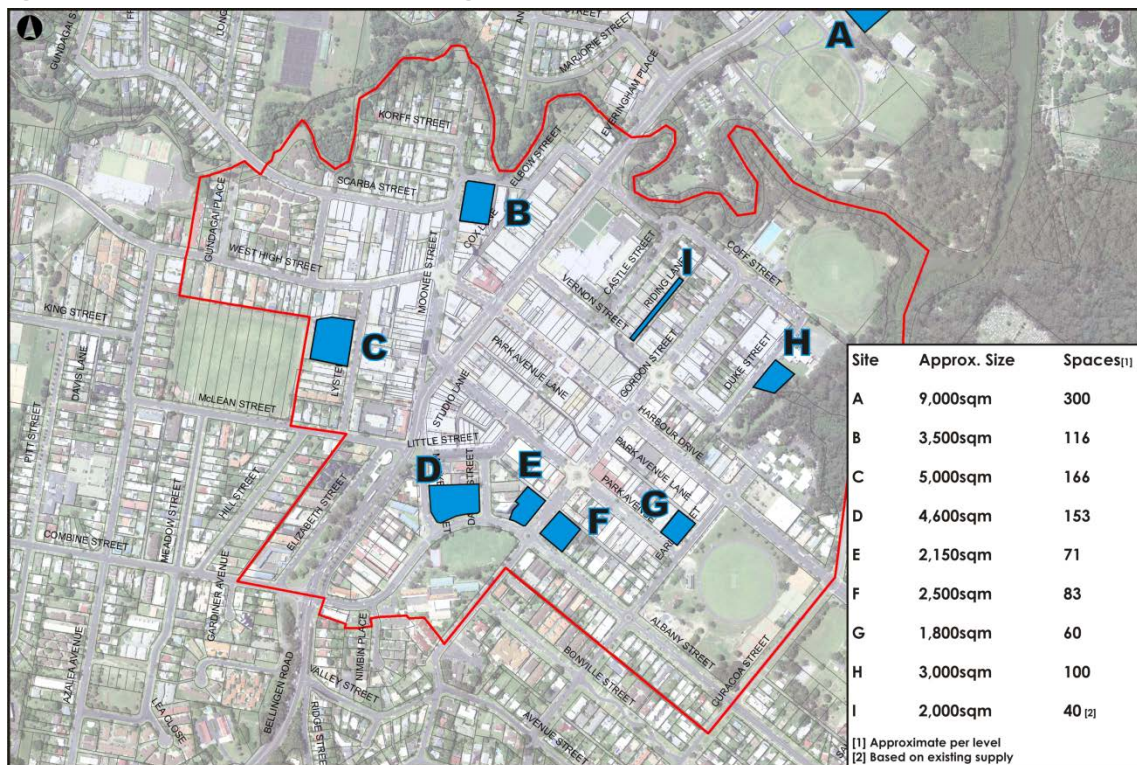 GUNDAGAI STREET
MARJORIE STREET
EVERINGHAM PLACE
KORFF STREET
ELBOW STREET
SCARBA STREET
COX LANE
GUNDAGAI PLACE
WEST HIGH STREET
MOONEE STREET
CASTLE STREET
RIDING LANE
COFF STREET
VERNON STREET
GORDON STREET
DUKE STREET
KING STREET
DAVIS LANE
PITT STREET
McLEAN STREET
LYSTE
STUDIO LANE
PARK AVENUE LANE
HARBOUR DRIVE
LITTLE STREET
PARK AVENUE LANE
PARK AVENUE
HILL STREET
ELIZABETH STREET
MEADOW STREET
COMBINE STREET
GARDINER AVENUE
AZALEA AVENUE
LEA CLOSE
BELLINGEN ROAD
NIMBIN PLACE
VALLEY STREET
RIDGE STREET
AVENUE STREET
BONVILLE STREET
ALBANY STREET
CURACOA STREET
EARL
A
B
C
D
E
F
G
H
I
Site Approx. Size Spaces[1]
A 9,000sqm 300
B 3,500sqm 116
C 5,000sqm 166
D 4,600sqm 153
E 2,150sqm 71
F 2,500sqm 83
G 1,800sqm 60
H 3,000sqm 100
I 2,000sqm 40 [2]
[1] Approximate per level
[2] Based on existing supply